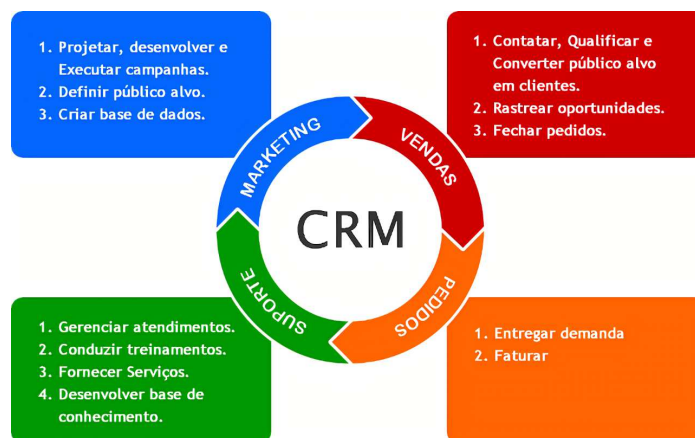 1. Projetar, desenvolver e
Executar campanhas.
2. Definir público alvo.
3. Criar base de dados.
1. Contatar, Qualificar e
Converter público alvo
em clientes.
2. Rastrear oportunidades.
3. Fechar pedidos.
MARKETING
VENDAS
CRM
SUPORTE
PEDIDOS
1. Gerenciar atendimentos.
2. Conduzir treinamentos.
3. Fornecer Serviços.
4. Desenvolver base de
conhecimento.
1. Entregar demanda
2. Faturar